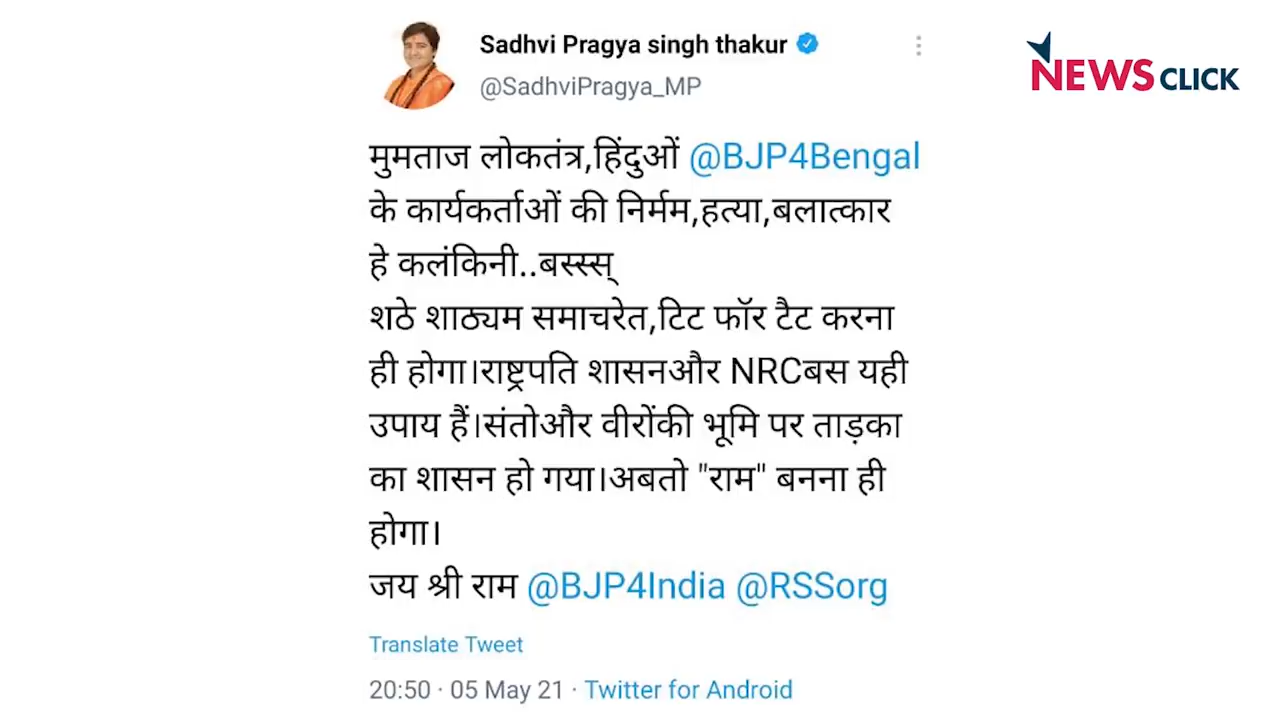 Sadhvi Pragya singh thakur
@SadhviPragya_MP
NEWS CLICK
मुमताज लोकतंत्र,हिंदुओं @BJP4Bengal
के कार्यकर्ताओं की निर्मम,हत्या,बलात्कार
हे कलंकिनी..बस्स्स्
शठे शाठ्यम समाचरेत,टिट फॉर टैट करना
ही होगा।राष्ट्रपति शासनऔर NRCबस यही
उपाय हैं।संतोऔर वीरोंकी भूमि पर ताड़का
का शासन हो गया।अबतो "राम" बनना ही
होगा।
जय श्री राम @BJP4India @RSSorg
Translate Tweet
20:50 · 05 May 21 · Twitter for Android